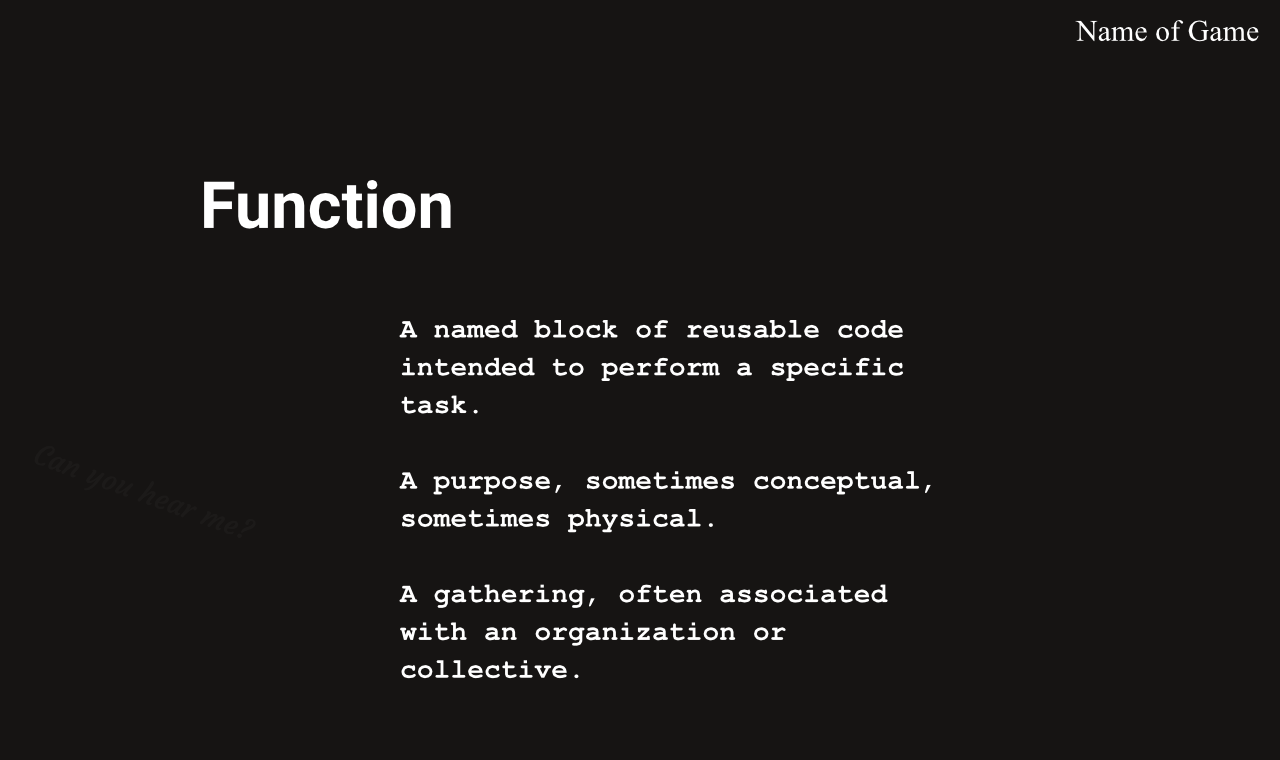 Name of Game
Function
A named block of reusable code
intended to perform a specific
task.
Can you hear me?
A purpose, sometimes conceptual,
sometimes physical.
A gathering, often associated
with an organization or
collective.